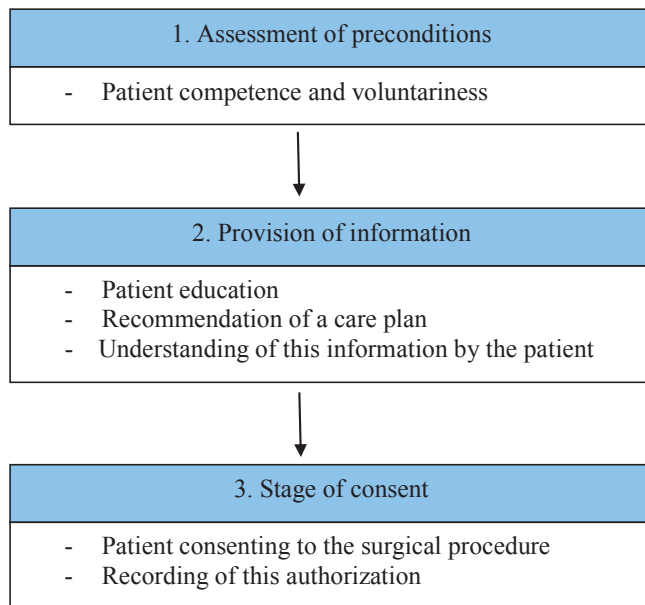 1. Assessment of preconditions
- Patient competence and voluntariness
2. Provision of information
- Patient education
- Recommendation of a care plan
- Understanding of this information by the patient
3. Stage of consent
- Patient consenting to the surgical procedure
- Recording of this authorization